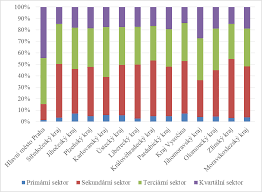 100%
90%
80%
70%
60%
50%
40%
30%
20%
10%
0%
Hlavní město Praha
Středočeský kraj
Jihočeský kraj
Plzeňský kraj
Karlovarský kraj
Ústecký kraj
Liberecký kraj
Královéhradecký kraj
Pardubický kraj
Kraj Vysočina
Jihomoravský kraj
Olomoucký kraj
Zlínský kraj
Moravskoslezský kraj
Primární sektor Sekundární sektor Terciární sektor Kvartérní sektor